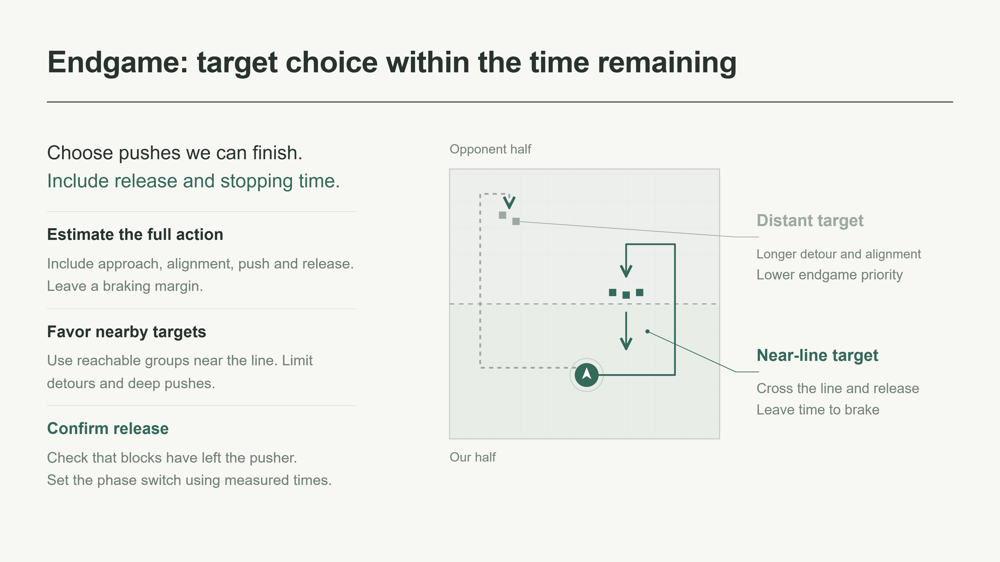 Endgame: target choice within the time remaining
Choose pushes we can finish.
Include release and stopping time.
Estimate the full action
Include approach, alignment, push and release.
Leave a braking margin.
Favor nearby targets
Use reachable groups near the line. Limit
detours and deep pushes.
Confirm release
Check that blocks have left the pusher.
Set the phase switch using measured times.
Opponent half
Our half
Distant target
Longer detour and alignment
Lower endgame priority
Near-line target
Cross the line and release
Leave time to brake